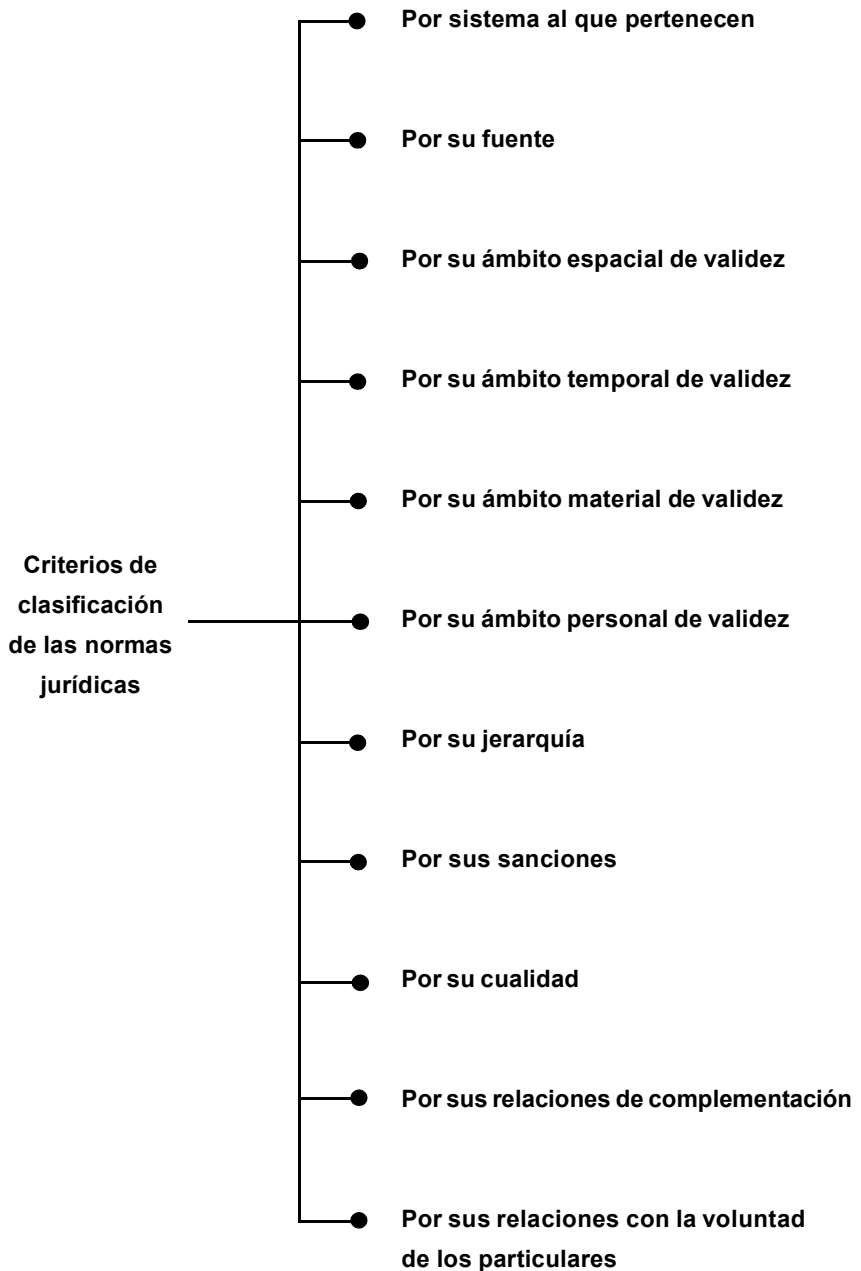 Por sistema al que pertenecen
Por su fuente
Por su ámbito espacial de validez
Por su ámbito temporal de validez
Por su ámbito material de validez
Criterios de
clasificación
de las normas
jurídicas
Por su ámbito personal de validez
Por su jerarquía
Por sus sanciones
Por su cualidad
Por sus relaciones de complementación
Por sus relaciones con la voluntad
de los particulares